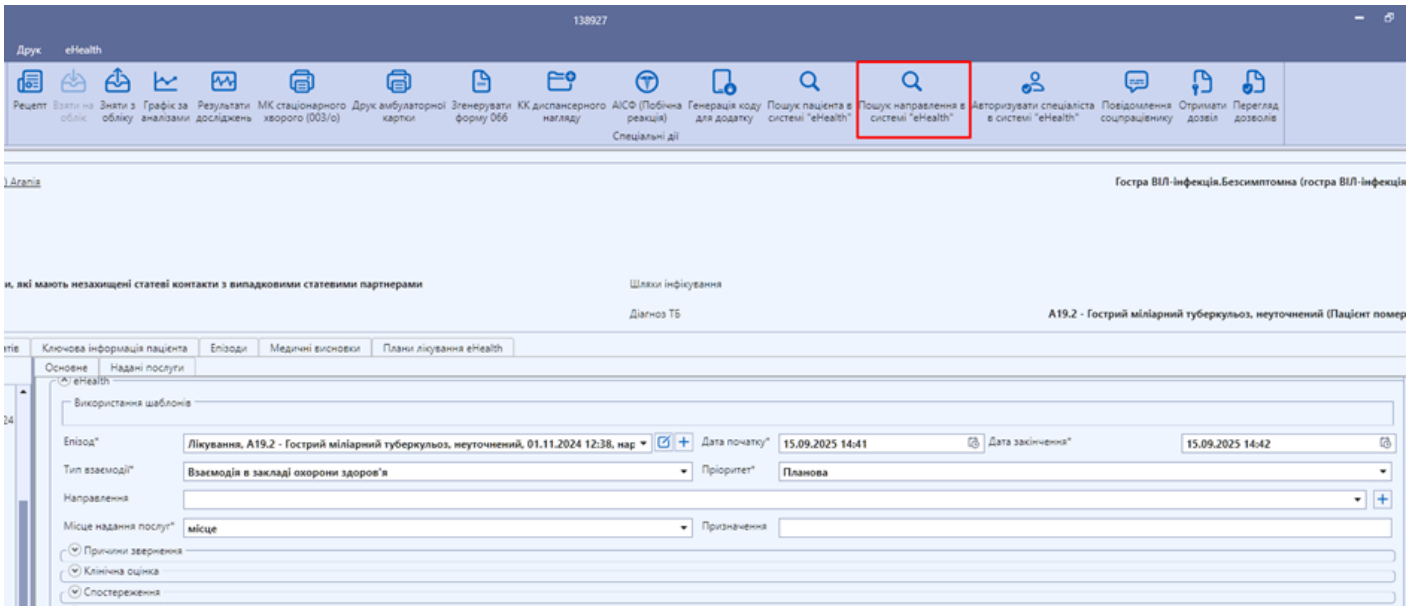 138927
Друк eHealth
Рецепт Взяти на облік Зняти з обліку Графік за аналізами Результати досліджень МК стаціонарного хворого (003/о) Друк амбулаторної картки Згенерувати форму 066 КК диспансерного нагляду АІСФ (Побічна реакція) Генерація коду для додатку Пошук пацієнта в системі "eHealth" Пошук направлення в системі "eHealth" Авторизувати спеціаліста в системі "eHealth" Повідомлення соцпрацівнику Отримати дозвіл Перегляд дозволів
Спеціальні дії
) Агапія Гостра ВІЛ-інфекція.Безсимптомна (гостра ВІЛ-інфекція
и, які мають незахищені статеві контакти з випадковими статевими партнерами Шляхи інфікування
Діагноз ТБ A19.2 - Гострий міліарний туберкульоз, неуточнений (Пацієнт помер
атів Ключова інформація пацієнта Епізоди Медичні висновки Плани лікування eHealth
Основне Надані послуги
eHealth
24 Використання шаблонів
Епізод* Лікування, A19.2 - Гострий міліарний туберкульоз, неуточнений, 01.11.2024 12:38, нар Дата початку* 15.09.2025 14:41 Дата закінчення* 15.09.2025 14:42
Тип взаємодії* Взаємодія в закладі охорони здоров'я Пріоритет* Планова
Направлення
Місце надання послуг* місце Призначення
Причини звернення
Клінічна оцінка
Спостереження